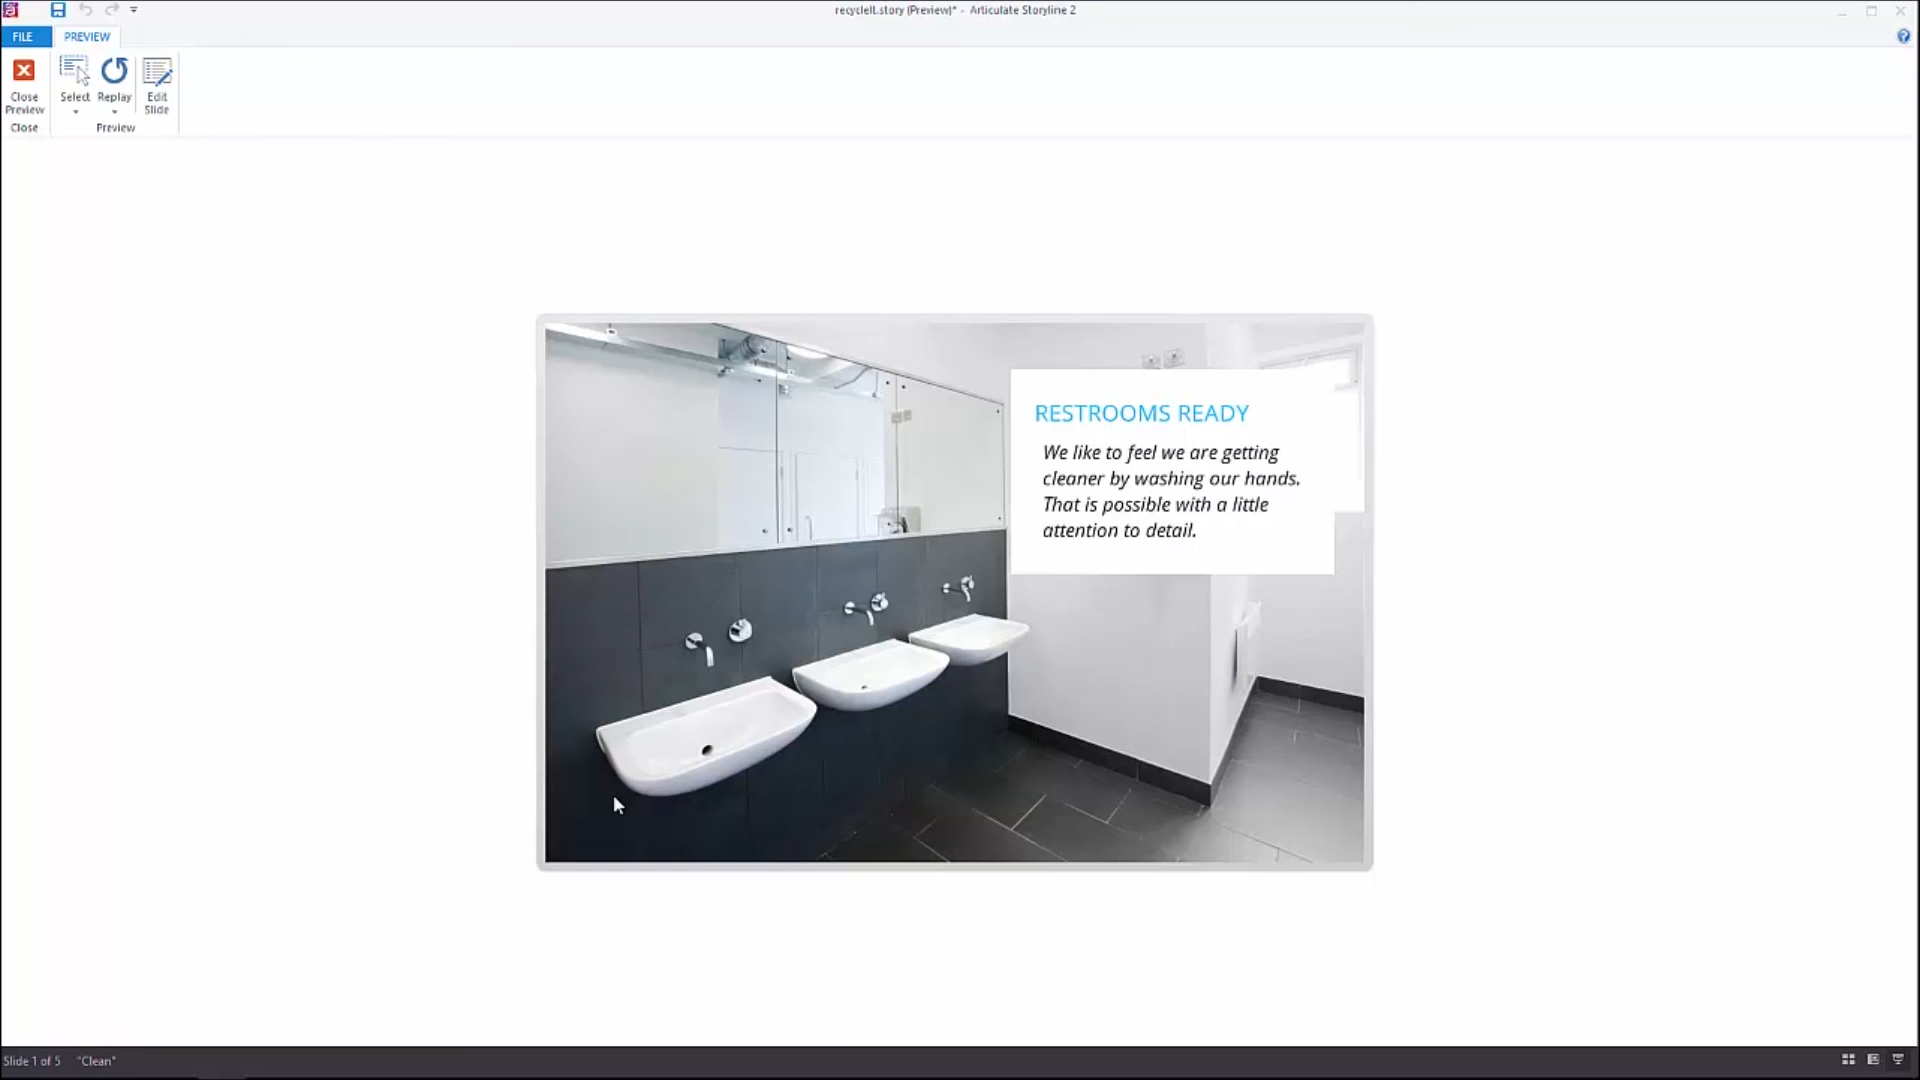 recycleIt.story (Preview)* - Articulate Storyline 2
FILE
PREVIEW
Close Preview
Select
Replay
Edit Slide
Close
Preview
RESTROOMS READY
We like to feel we are getting
cleaner by washing our hands.
That is possible with a little
attention to detail.
Slide 1 of 5 "Clean"